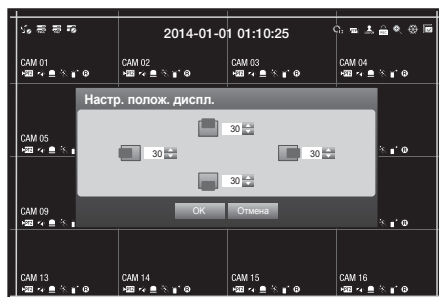 2014-01-01 01:10:25
CAM 01 CAM 02 CAM 03 CAM 04
Настр. полож. диспл.
30
CAM 05
30 30
30
CAM 09
OK Отмена
CAM 13 CAM 14 CAM 15 CAM 16